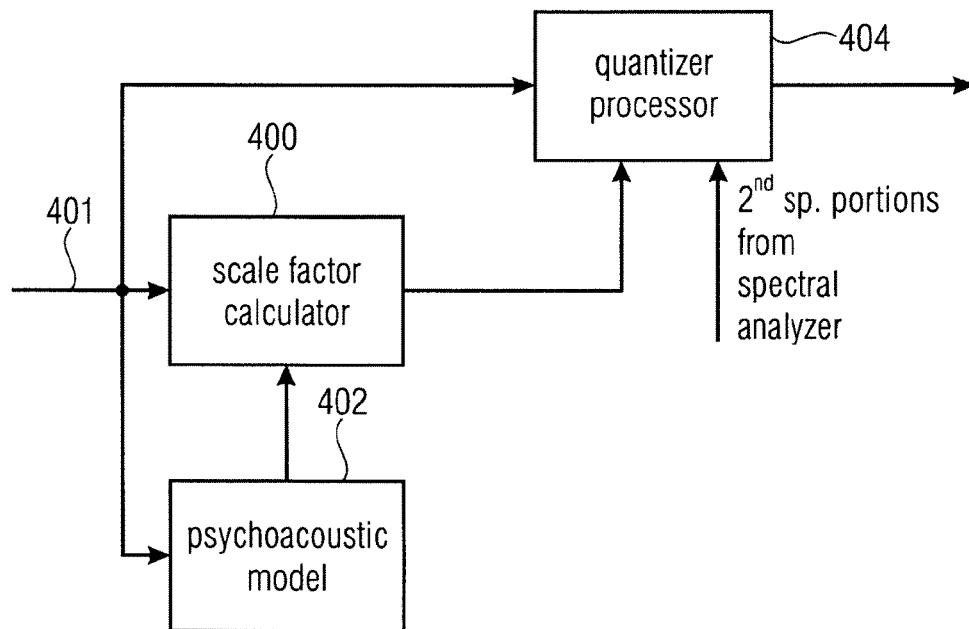 404
quantizer
processor
400
401
scale factor
calculator
2nd sp. portions
from
spectral
analyzer
402
psychoacoustic
model